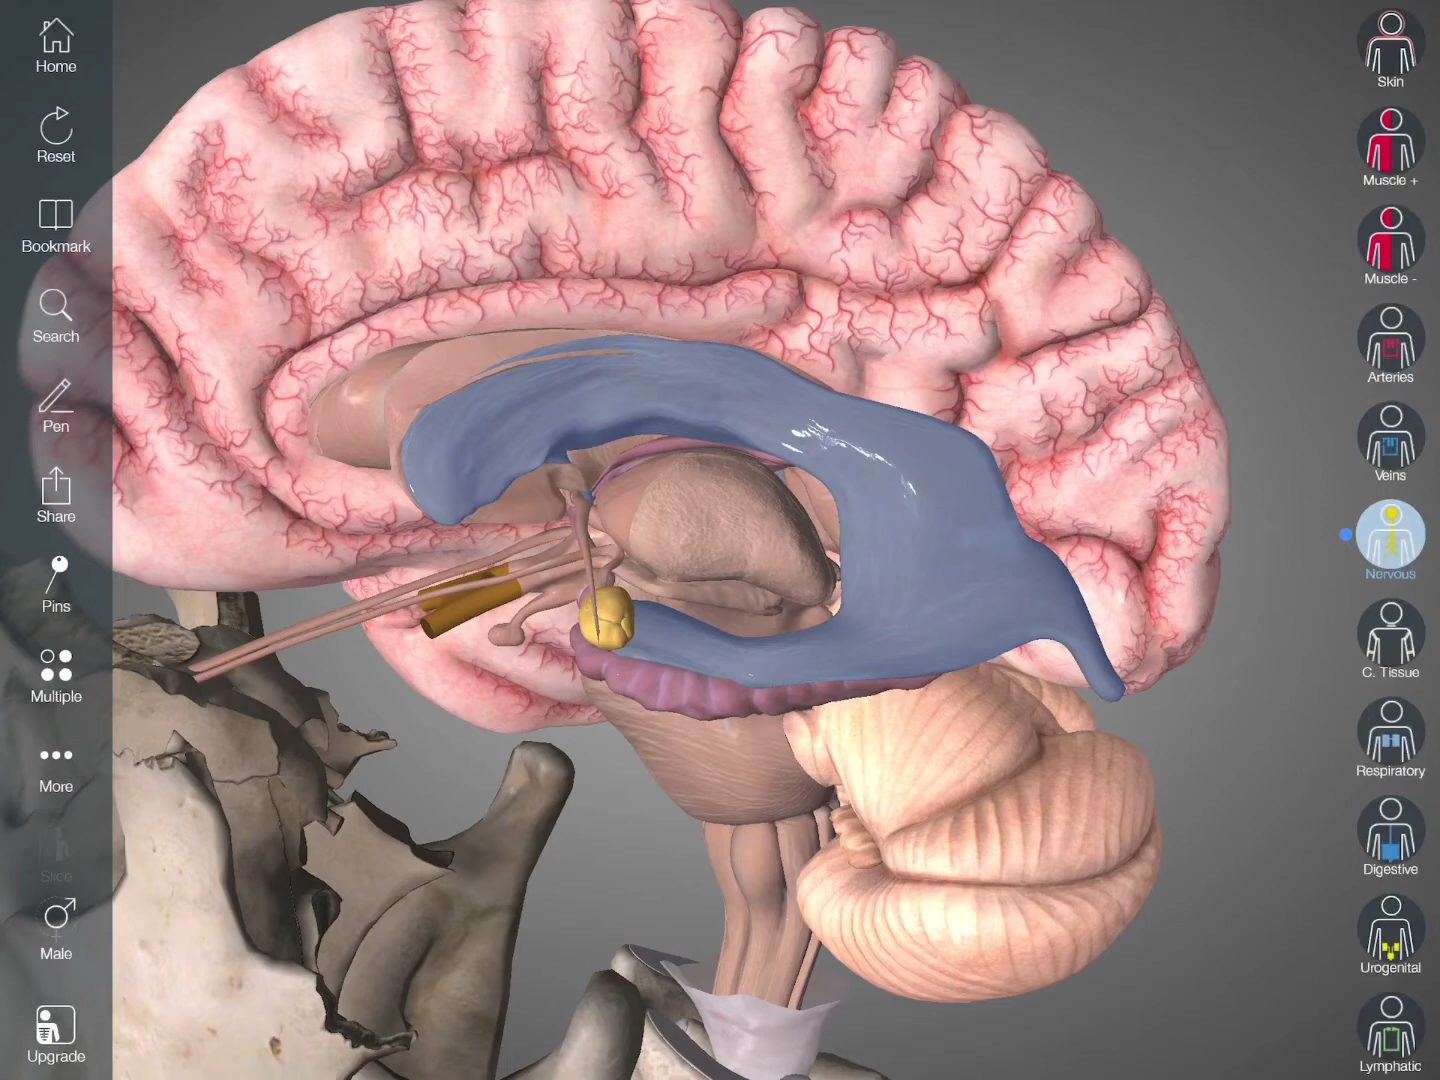 Home
Reset
Bookmark
Search
Pen
Share
Pins
Multiple
More
Slice
Male
Upgrade
Skin
Muscle +
Muscle -
Arteries
Veins
Nervous
C. Tissue
Respiratory
Digestive
Urogenital
Lymphatic